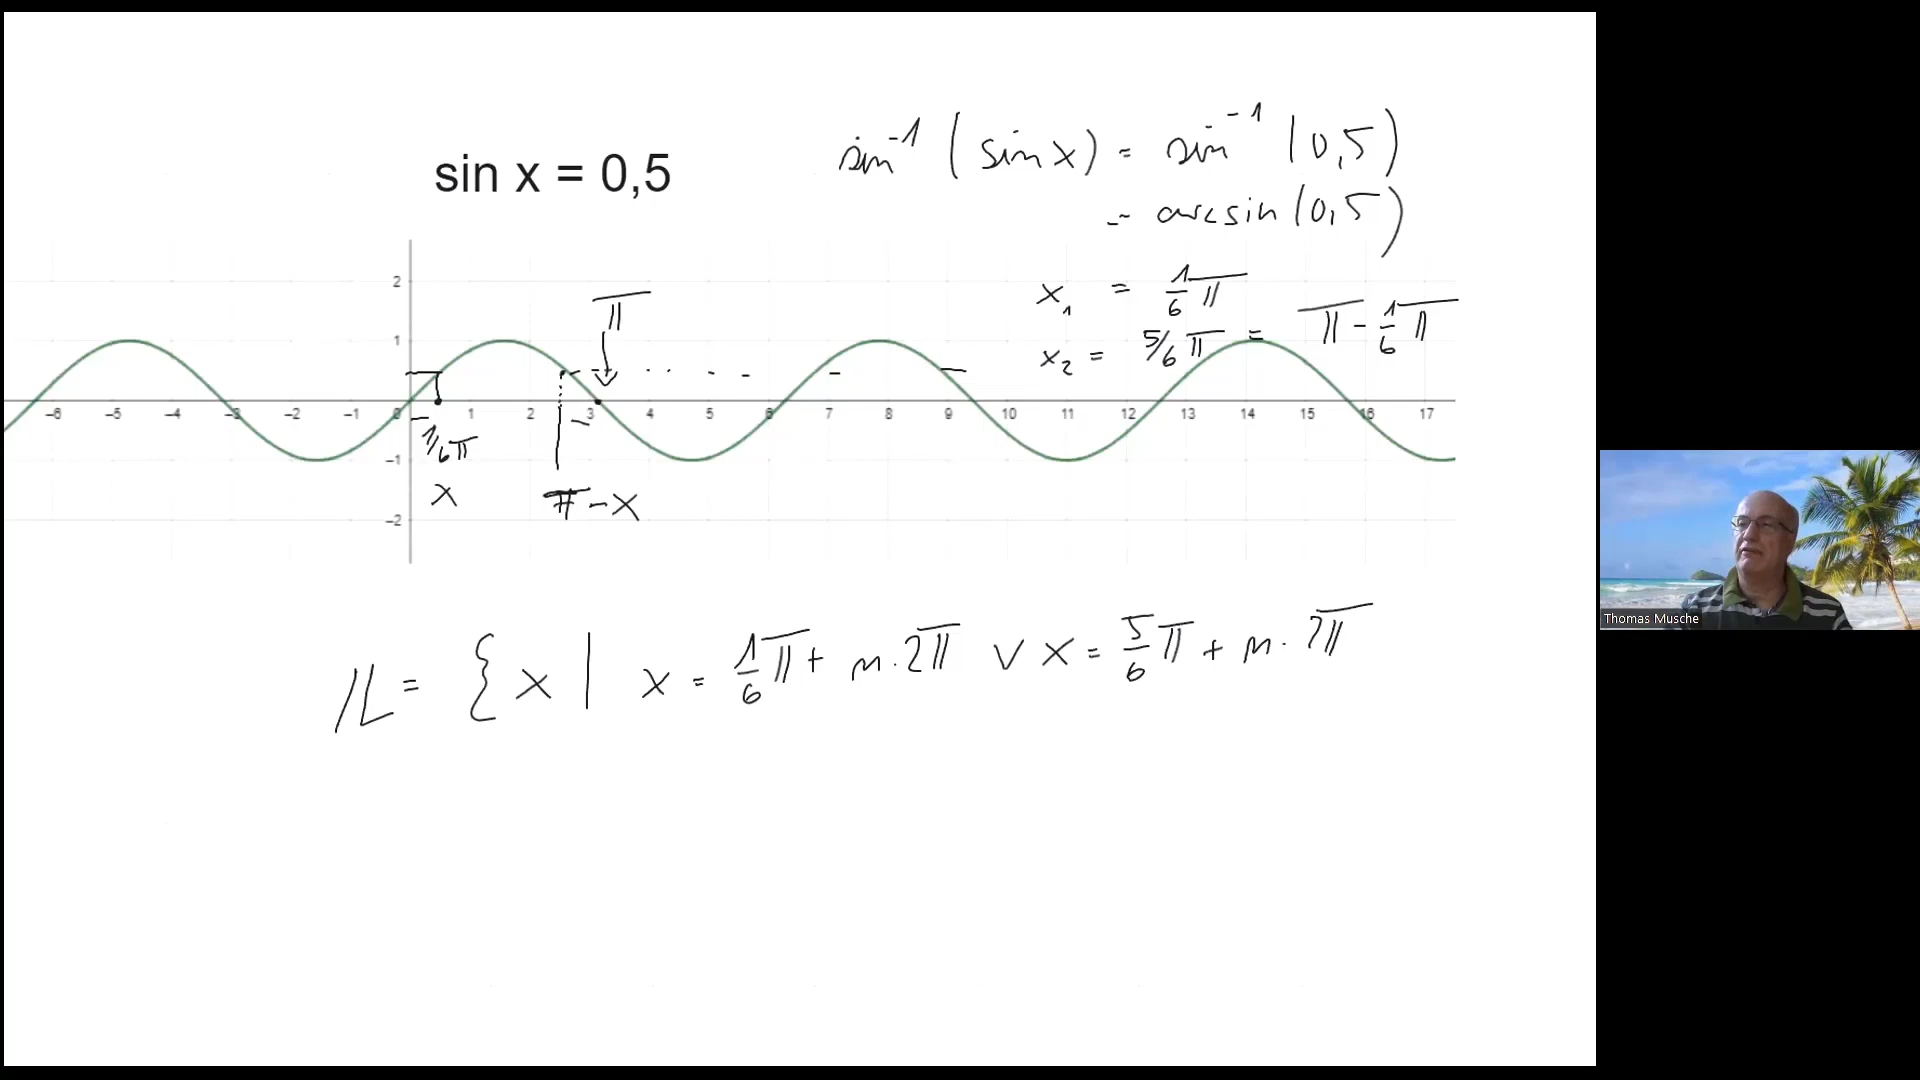 sin⁻¹ (sin x) = sin⁻¹ (0,5)
sin x = 0,5
= arcsin (0,5)
x₁ = 1/6 π
x₂ = 5/6 π = π - 1/6 π
π
2
1
-6 -5 -4 -3 -2 -1 0 1 2 3 4 5 6 7 8 9 10 11 12 13 14 15 16 17
1/6 π
-1
x
π - x
-2
Thomas Musche
𝕃 = { x | x = 1/6 π + n · 2π ∨ x = 5/6 π + n · 2π